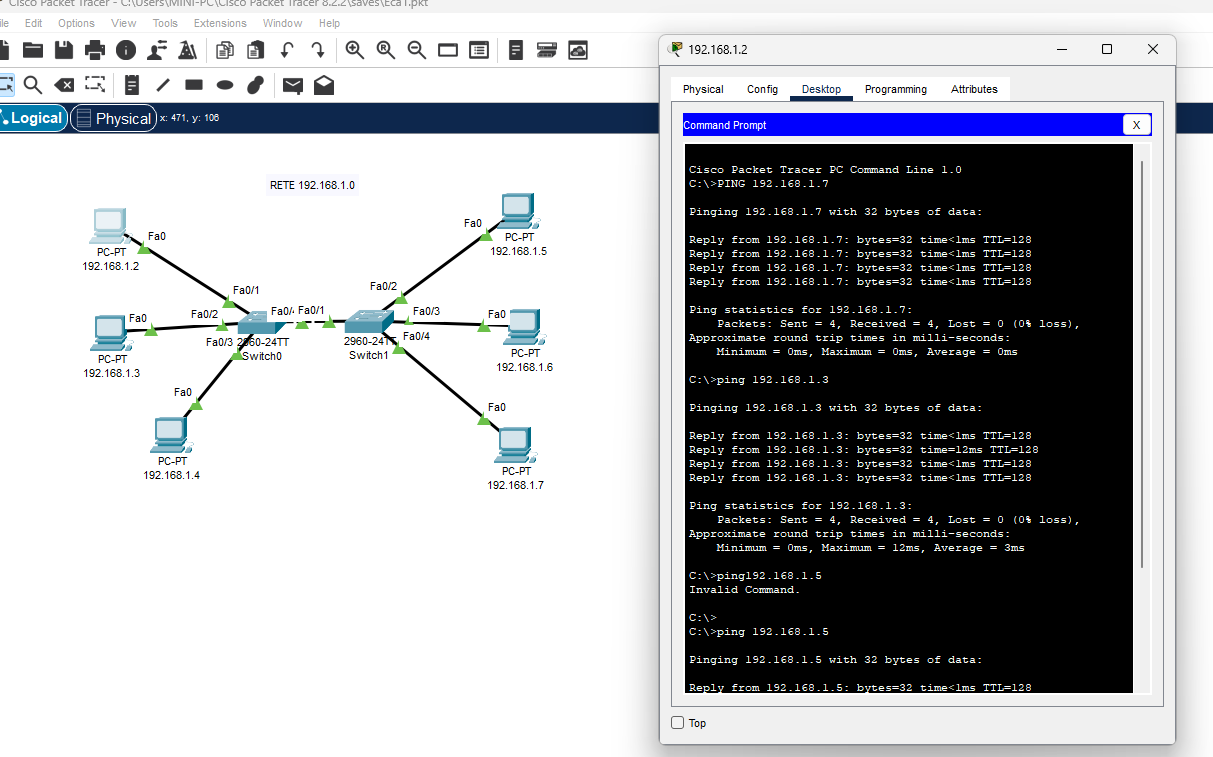 Cisco Packet Tracer - C:\Users\MINI-PC\Cisco Packet Tracer 8.2.2\saves\Eca1.pkt
Edit Options View Tools Extensions Window Help
Logical Physical x: 471, y: 106
RETE 192.168.1.0
Fa0
PC-PT
192.168.1.2
Fa0/1
Fa0
PC-PT
192.168.1.3
Fa0/2
Fa0/3
2960-24TT
Switch0
Fa0
PC-PT
192.168.1.4
Fa0/1
Fa0/2
Fa0/3
Fa0/4
Switch1
Fa0
PC-PT
192.168.1.5
Fa0
PC-PT
192.168.1.6
Fa0
PC-PT
192.168.1.7
192.168.1.2
Physical Config Desktop Programming Attributes
Command Prompt X
Cisco Packet Tracer PC Command Line 1.0
C:\>PING 192.168.1.7
Pinging 192.168.1.7 with 32 bytes of data:
Reply from 192.168.1.7: bytes=32 time<1ms TTL=128
Reply from 192.168.1.7: bytes=32 time<1ms TTL=128
Reply from 192.168.1.7: bytes=32 time<1ms TTL=128
Reply from 192.168.1.7: bytes=32 time<1ms TTL=128
Ping statistics for 192.168.1.7:
Packets: Sent = 4, Received = 4, Lost = 0 (0% loss),
Approximate round trip times in milli-seconds:
Minimum = 0ms, Maximum = 0ms, Average = 0ms
C:\>ping 192.168.1.3
Pinging 192.168.1.3 with 32 bytes of data:
Reply from 192.168.1.3: bytes=32 time<1ms TTL=128
Reply from 192.168.1.3: bytes=32 time=12ms TTL=128
Reply from 192.168.1.3: bytes=32 time<1ms TTL=128
Reply from 192.168.1.3: bytes=32 time<1ms TTL=128
Ping statistics for 192.168.1.3:
Packets: Sent = 4, Received = 4, Lost = 0 (0% loss),
Approximate round trip times in milli-seconds:
Minimum = 0ms, Maximum = 12ms, Average = 3ms
C:\>ping192.168.1.5
Invalid Command.
C:\>
C:\>ping 192.168.1.5
Pinging 192.168.1.5 with 32 bytes of data:
Reply from 192.168.1.5: bytes=32 time<1ms TTL=128
Top